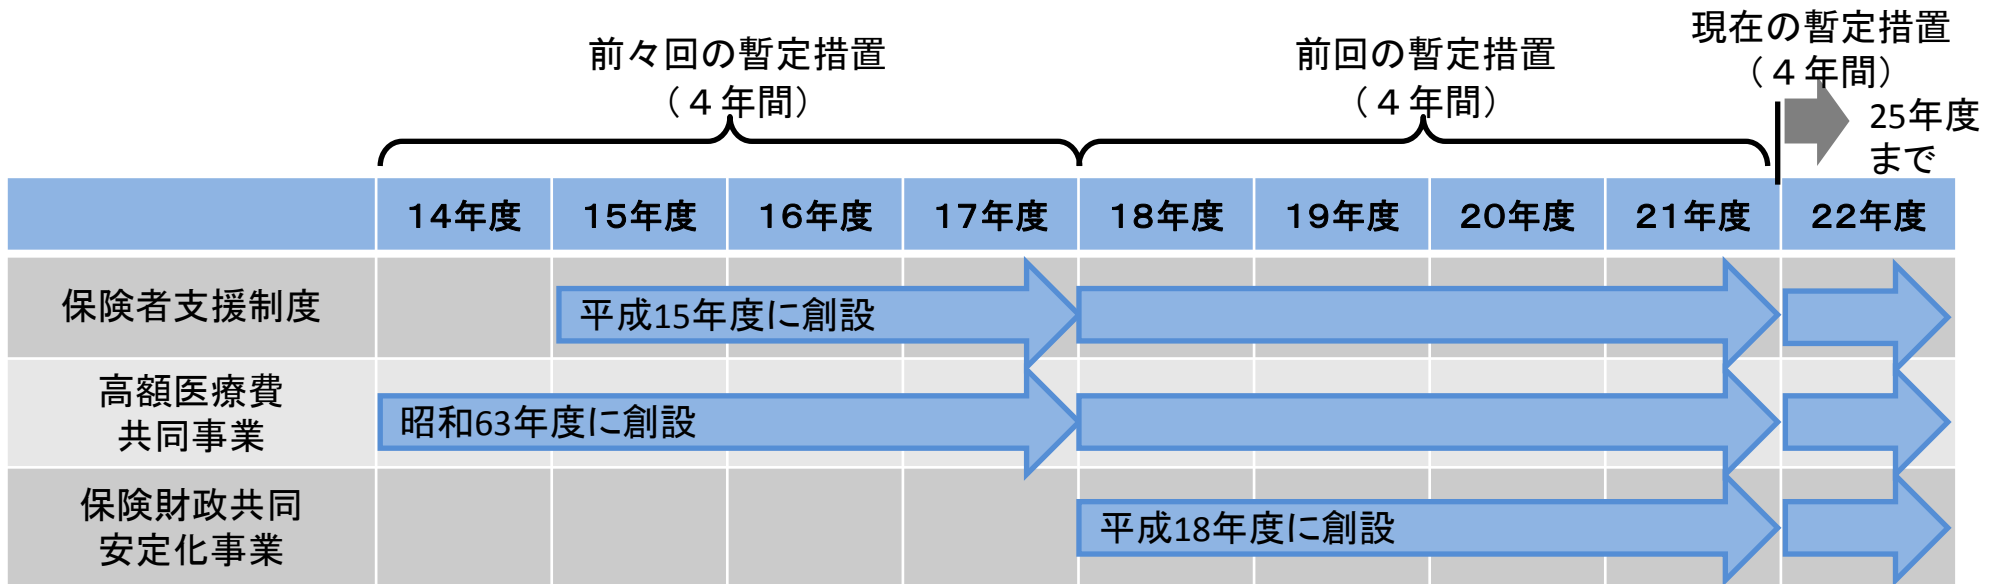 前々回の暫定措置
（４年間）
前回の暫定措置
（４年間）
現在の暫定措置
（４年間）
25年度
まで
14年度
15年度
16年度
17年度
18年度
19年度
20年度
21年度
22年度
保険者支援制度
平成15年度に創設
高額医療費
共同事業
昭和63年度に創設
保険財政共同
安定化事業
平成18年度に創設